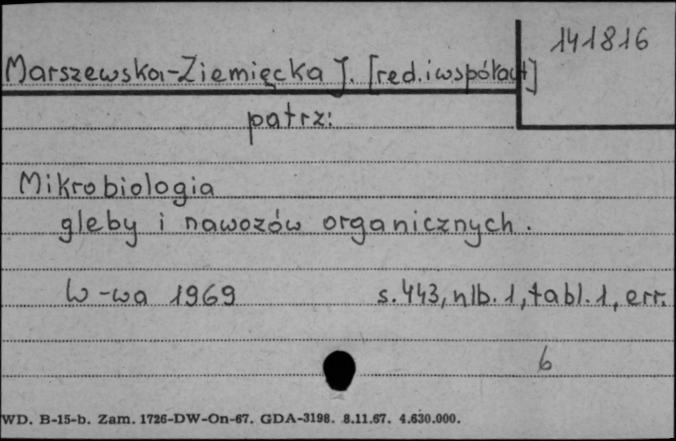 141816
Marszewska-Ziemięcka J. [red. i współaut]
patrz:
Mikrobiologia
gleby i nawozów organicznych.
W-wa 1969 s. 443, nlb. 1, tabl. 1, err.
6
WD. B-15-b. Zam. 1726-DW-On-67. GDA-3198. 8.11.67. 4.630.000.